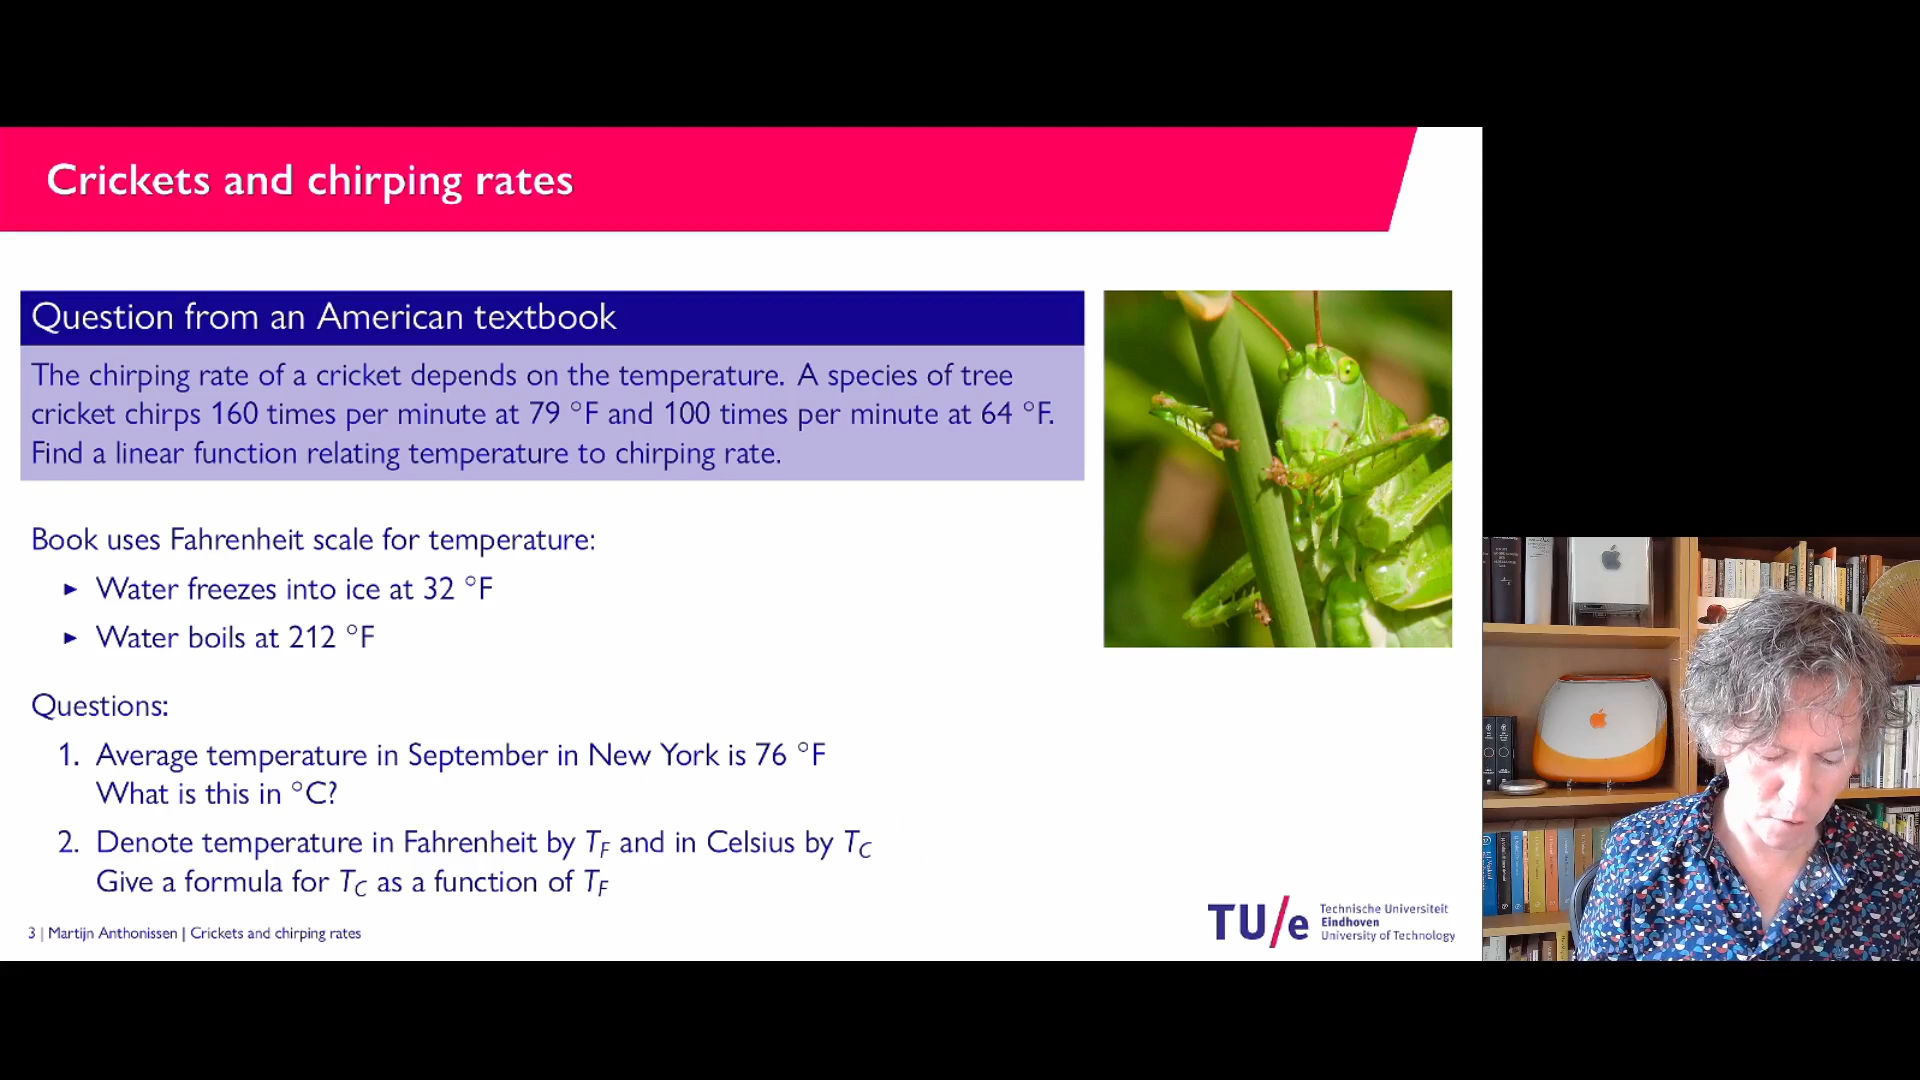 Crickets and chirping rates
Question from an American textbook
The chirping rate of a cricket depends on the temperature. A species of tree
cricket chirps 160 times per minute at 79 °F and 100 times per minute at 64 °F.
Find a linear function relating temperature to chirping rate.
Book uses Fahrenheit scale for temperature:
▸ Water freezes into ice at 32 °F
▸ Water boils at 212 °F
Questions:
1. Average temperature in September in New York is 76 °F
What is this in °C?
2. Denote temperature in Fahrenheit by T_F and in Celsius by T_C
Give a formula for T_C as a function of T_F
3 | Martijn Anthonissen | Crickets and chirping rates
TU/e
Technische Universiteit
Eindhoven
University of Technology